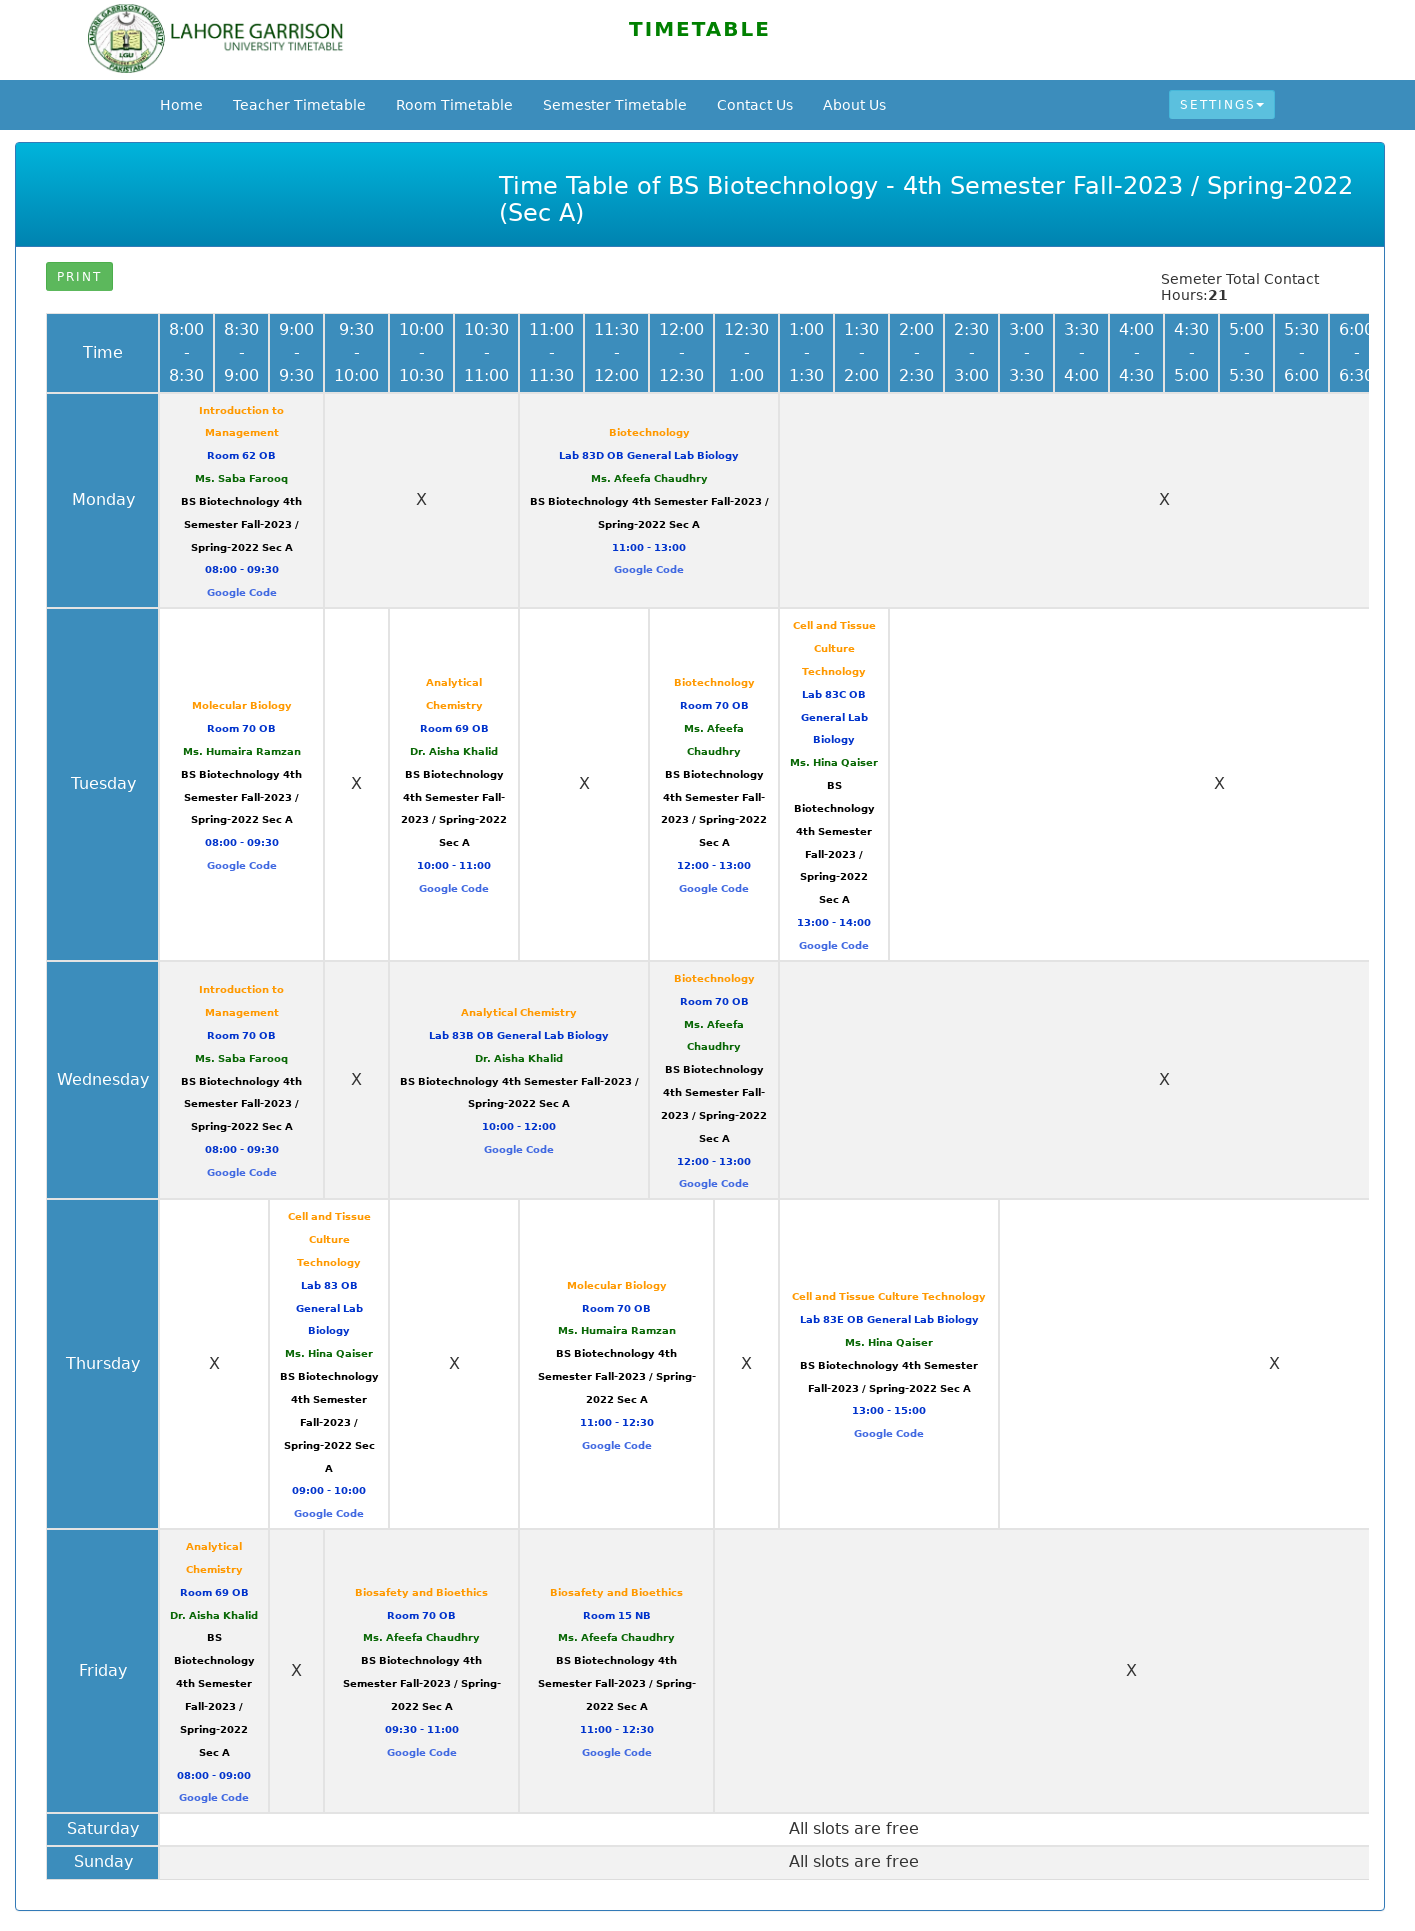 LAHORE GARRISON
UNIVERSITY TIMETABLE
TIMETABLE
Home Teacher Timetable Room Timetable Semester Timetable Contact Us About Us SETTINGS
Time Table of BS Biotechnology - 4th Semester Fall-2023 / Spring-2022
(Sec A)
PRINT
Semeter Total Contact
Hours:21
Time
8:00 - 8:30
8:30 - 9:00
9:00 - 9:30
9:30 - 10:00
10:00 - 10:30
10:30 - 11:00
11:00 - 11:30
11:30 - 12:00
12:00 - 12:30
12:30 - 1:00
1:00 - 1:30
1:30 - 2:00
2:00 - 2:30
2:30 - 3:00
3:00 - 3:30
3:30 - 4:00
4:00 - 4:30
4:30 - 5:00
5:00 - 5:30
5:30 - 6:00
6:00 - 6:30
Monday
Introduction to
Management
Room 62 OB
Ms. Saba Farooq
BS Biotechnology 4th
Semester Fall-2023 /
Spring-2022 Sec A
08:00 - 09:30
Google Code
X
Biotechnology
Lab 83D OB General Lab Biology
Ms. Afeefa Chaudhry
BS Biotechnology 4th Semester Fall-2023 /
Spring-2022 Sec A
11:00 - 13:00
Google Code
X
Tuesday
Molecular Biology
Room 70 OB
Ms. Humaira Ramzan
BS Biotechnology 4th
Semester Fall-2023 /
Spring-2022 Sec A
08:00 - 09:30
Google Code
X
Analytical
Chemistry
Room 69 OB
Dr. Aisha Khalid
BS Biotechnology
4th Semester Fall-
2023 / Spring-2022
Sec A
10:00 - 11:00
Google Code
X
Biotechnology
Room 70 OB
Ms. Afeefa
Chaudhry
BS Biotechnology
4th Semester Fall-
2023 / Spring-2022
Sec A
12:00 - 13:00
Google Code
Cell and Tissue
Culture
Technology
Lab 83C OB
General Lab
Biology
Ms. Hina Qaiser
BS
Biotechnology
4th Semester
Fall-2023 /
Spring-2022
Sec A
13:00 - 14:00
Google Code
X
Wednesday
Introduction to
Management
Room 70 OB
Ms. Saba Farooq
BS Biotechnology 4th
Semester Fall-2023 /
Spring-2022 Sec A
08:00 - 09:30
Google Code
X
Analytical Chemistry
Lab 83B OB General Lab Biology
Dr. Aisha Khalid
BS Biotechnology 4th Semester Fall-2023 /
Spring-2022 Sec A
10:00 - 12:00
Google Code
Biotechnology
Room 70 OB
Ms. Afeefa
Chaudhry
BS Biotechnology
4th Semester Fall-
2023 / Spring-2022
Sec A
12:00 - 13:00
Google Code
X
Thursday
X
Cell and Tissue
Culture
Technology
Lab 83 OB
General Lab
Biology
Ms. Hina Qaiser
BS Biotechnology
4th Semester
Fall-2023 /
Spring-2022 Sec
A
09:00 - 10:00
Google Code
X
Molecular Biology
Room 70 OB
Ms. Humaira Ramzan
BS Biotechnology 4th
Semester Fall-2023 / Spring-
2022 Sec A
11:00 - 12:30
Google Code
X
Cell and Tissue Culture Technology
Lab 83E OB General Lab Biology
Ms. Hina Qaiser
BS Biotechnology 4th Semester
Fall-2023 / Spring-2022 Sec A
13:00 - 15:00
Google Code
X
Friday
Analytical
Chemistry
Room 69 OB
Dr. Aisha Khalid
BS
Biotechnology
4th Semester
Fall-2023 /
Spring-2022
Sec A
08:00 - 09:00
Google Code
X
Biosafety and Bioethics
Room 70 OB
Ms. Afeefa Chaudhry
BS Biotechnology 4th
Semester Fall-2023 / Spring-
2022 Sec A
09:30 - 11:00
Google Code
Biosafety and Bioethics
Room 15 NB
Ms. Afeefa Chaudhry
BS Biotechnology 4th
Semester Fall-2023 / Spring-
2022 Sec A
11:00 - 12:30
Google Code
X
Saturday
All slots are free
Sunday
All slots are free